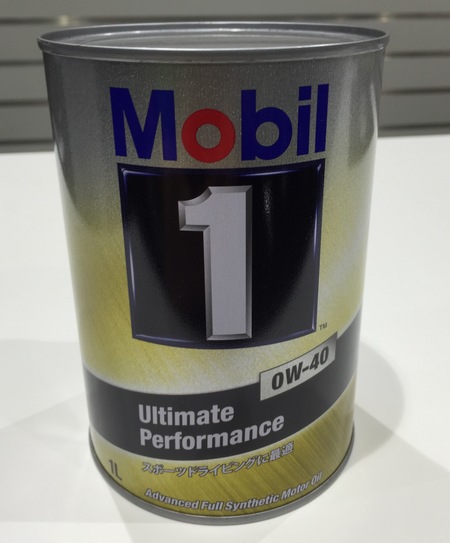 Mobil
1
TM
0W-40
Ultimate
Performance
スポーツドライビングに最適
1L
Advanced Full Synthetic Motor Oil